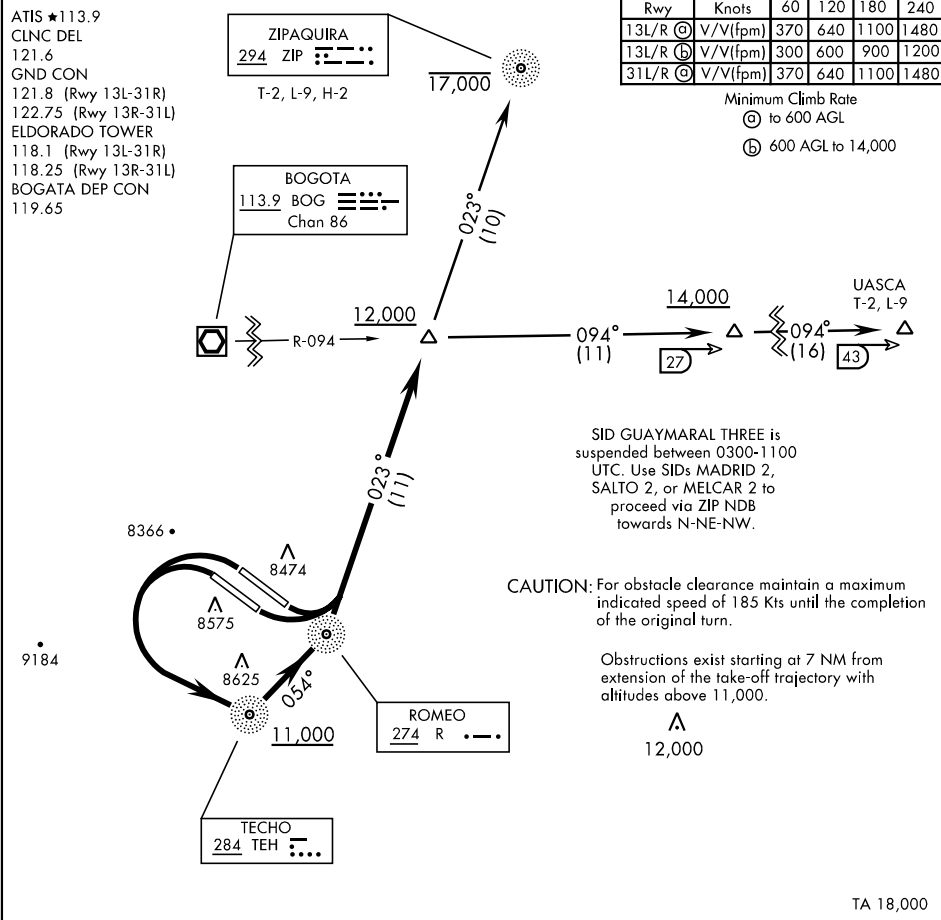 ATIS ★113.9
CLNC DEL
121.6
GND CON
121.8 (Rwy 13L-31R)
122.75 (Rwy 13R-31L)
ELDORADO TOWER
118.1 (Rwy 13L-31R)
118.25 (Rwy 13R-31L)
BOGATA DEP CON
119.65
ZIPAQUIRA
294 ZIP
T-2, L-9, H-2
17,000
Rwy Knots 60 120 180 240
13L/R ⓐ V/V(fpm) 370 640 1100 1480
13L/R ⓑ V/V(fpm) 300 600 900 1200
31L/R ⓐ V/V(fpm) 370 640 1100 1480
Minimum Climb Rate
ⓐ to 600 AGL
ⓑ 600 AGL to 14,000
BOGOTA
113.9 BOG
Chan 86
023°
(10)
R-094
12,000
094°
(11)
14,000
27
094°
(16)
43
UASCA
T-2, L-9
023°
(11)
SID GUAYMARAL THREE is
suspended between 0300-1100
UTC. Use SIDs MADRID 2,
SALTO 2, or MELCAR 2 to
proceed via ZIP NDB
towards N-NE-NW.
8366
8474
8575
9184
8625
054°
11,000
CAUTION: For obstacle clearance maintain a maximum
indicated speed of 185 Kts until the completion
of the original turn.
Obstructions exist starting at 7 NM from
extension of the take-off trajectory with
altitudes above 11,000.
12,000
ROMEO
274 R
TECHO
284 TEH
TA 18,000